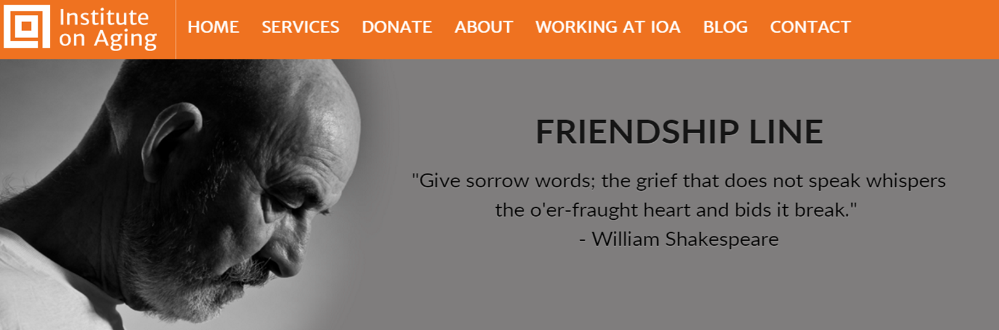 Institute
on Aging
HOME SERVICES DONATE ABOUT WORKING AT IOA BLOG CONTACT
FRIENDSHIP LINE
"Give sorrow words; the grief that does not speak whispers
the o'er-fraught heart and bids it break."
- William Shakespeare